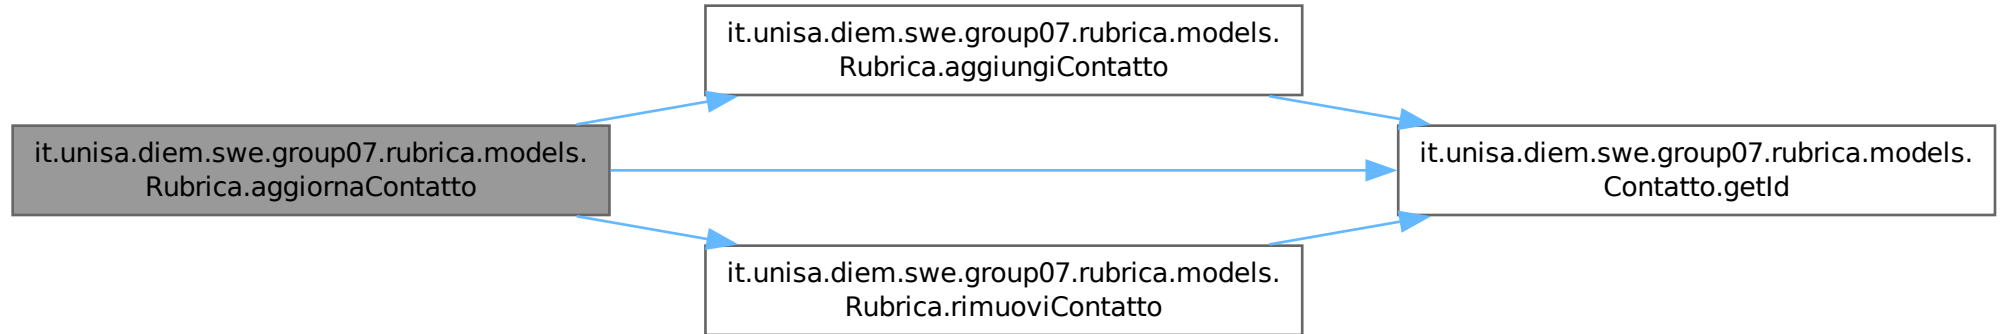 it.unisa.diem.swe.group07.rubrica.models.
Rubrica.aggiornaContatto
it.unisa.diem.swe.group07.rubrica.models.
Rubrica.aggiungiContatto
it.unisa.diem.swe.group07.rubrica.models.
Contatto.getId
it.unisa.diem.swe.group07.rubrica.models.
Rubrica.rimuoviContatto